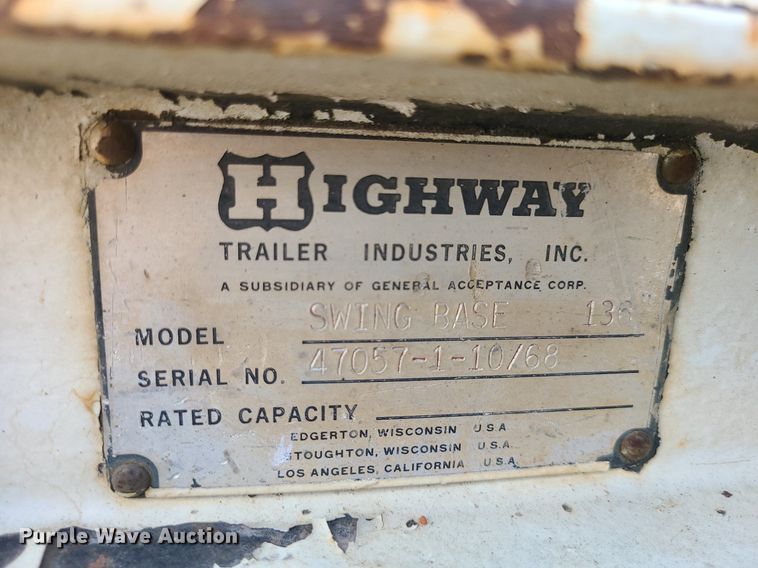 HIGHWAY
TRAILER INDUSTRIES, INC.
A SUBSIDIARY OF GENERAL ACCEPTANCE CORP.
MODEL SWING BASE 136"
SERIAL NO. 47057-1-10/68
RATED CAPACITY
EDGERTON, WISCONSIN U.S.A
STOUGHTON, WISCONSIN U.S.A.
LOS ANGELES, CALIFORNIA U.S.A.
Purple Wave Auction